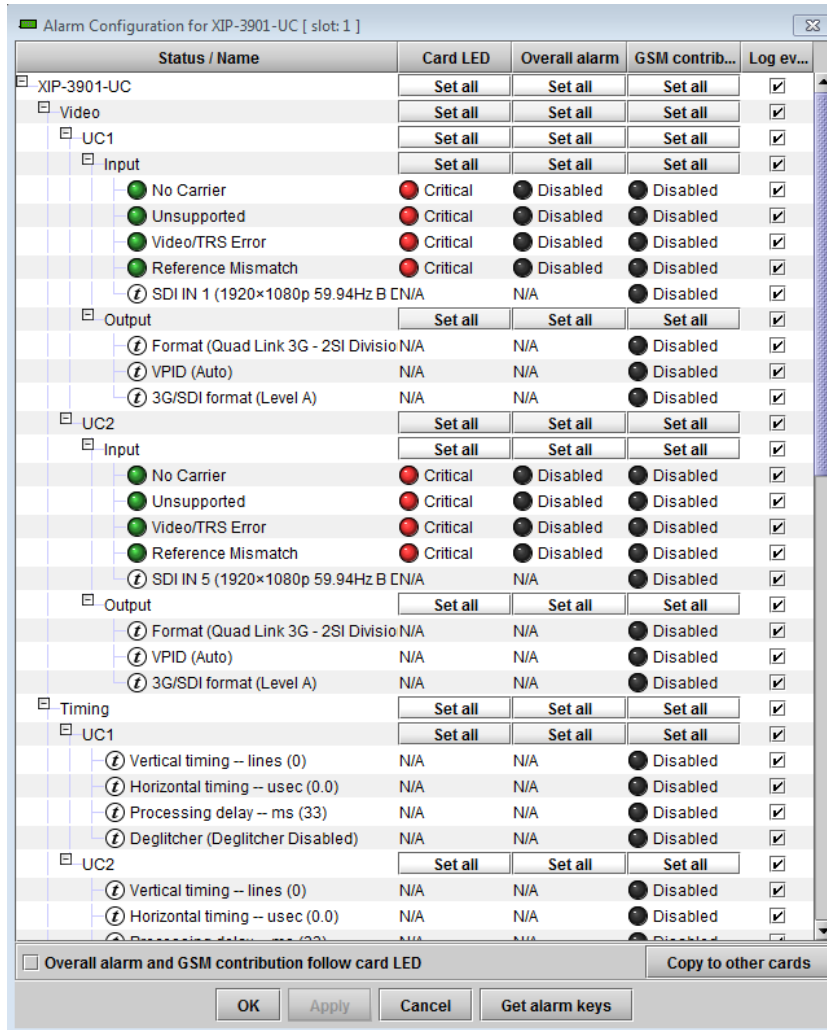 Alarm Configuration for XIP-3901-UC [ slot: 1 ]
Status / Name Card LED Overall alarm GSM contrib... Log ev...
XIP-3901-UC Set all Set all Set all
Video Set all Set all Set all
UC1 Set all Set all Set all
Input Set all Set all Set all
No Carrier Critical Disabled Disabled
Unsupported Critical Disabled Disabled
Video/TRS Error Critical Disabled Disabled
Reference Mismatch Critical Disabled Disabled
t SDI IN 1 (1920×1080p 59.94Hz B N/A N/A Disabled
Output Set all Set all Set all
t Format (Quad Link 3G - 2SI Divisio N/A N/A Disabled
t VPID (Auto) N/A N/A Disabled
t 3G/SDI format (Level A) N/A N/A Disabled
UC2 Set all Set all Set all
Input Set all Set all Set all
No Carrier Critical Disabled Disabled
Unsupported Critical Disabled Disabled
Video/TRS Error Critical Disabled Disabled
Reference Mismatch Critical Disabled Disabled
t SDI IN 5 (1920×1080p 59.94Hz B N/A N/A Disabled
Output Set all Set all Set all
t Format (Quad Link 3G - 2SI Divisio N/A N/A Disabled
t VPID (Auto) N/A N/A Disabled
t 3G/SDI format (Level A) N/A N/A Disabled
Timing Set all Set all Set all
UC1 Set all Set all Set all
t Vertical timing -- lines (0) N/A N/A Disabled
t Horizontal timing -- usec (0.0) N/A N/A Disabled
t Processing delay -- ms (33) N/A N/A Disabled
t Deglitcher (Deglitcher Disabled) N/A N/A Disabled
UC2 Set all Set all Set all
t Vertical timing -- lines (0) N/A N/A Disabled
t Horizontal timing -- usec (0.0) N/A N/A Disabled
Overall alarm and GSM contribution follow card LED Copy to other cards
OK Apply Cancel Get alarm keys